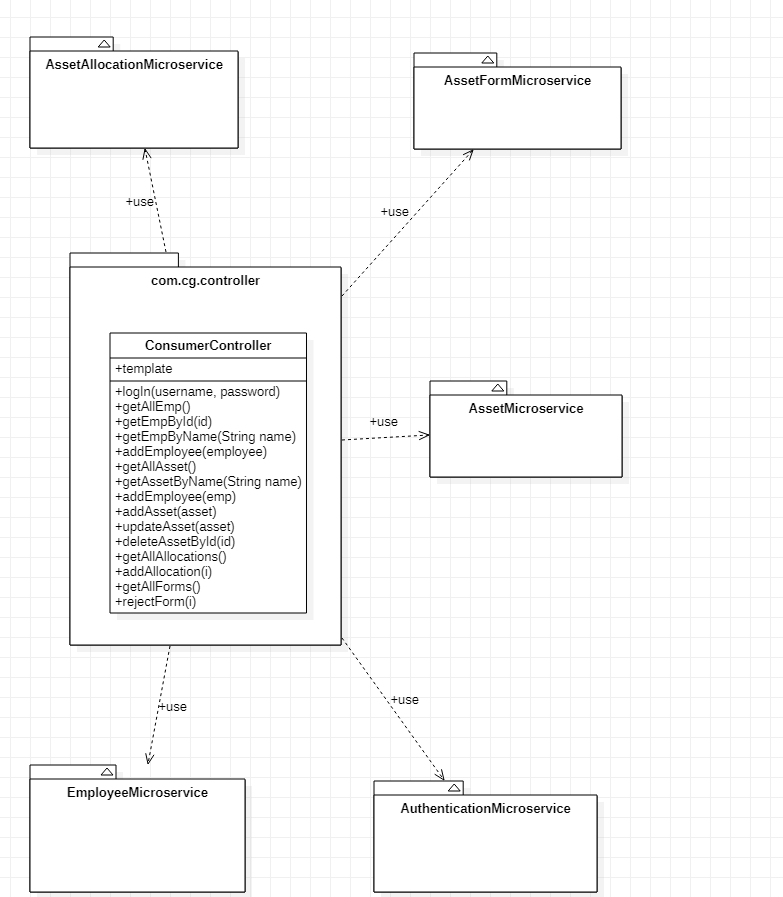 AssetAllocationMicroservice
AssetFormMicroservice
+use
+use
com.cg.controller
ConsumerController
+template
+logIn(username, password)
+getAllEmp()
+getEmpById(id)
+getEmpByName(String name)
+addEmployee(employee)
+getAllAsset()
+getAssetByName(String name)
+addEmployee(emp)
+addAsset(asset)
+updateAsset(asset)
+deleteAssetById(id)
+getAllAllocations()
+addAllocation(i)
+getAllForms()
+rejectForm(i)
+use
AssetMicroservice
+use
+use
EmployeeMicroservice
AuthenticationMicroservice